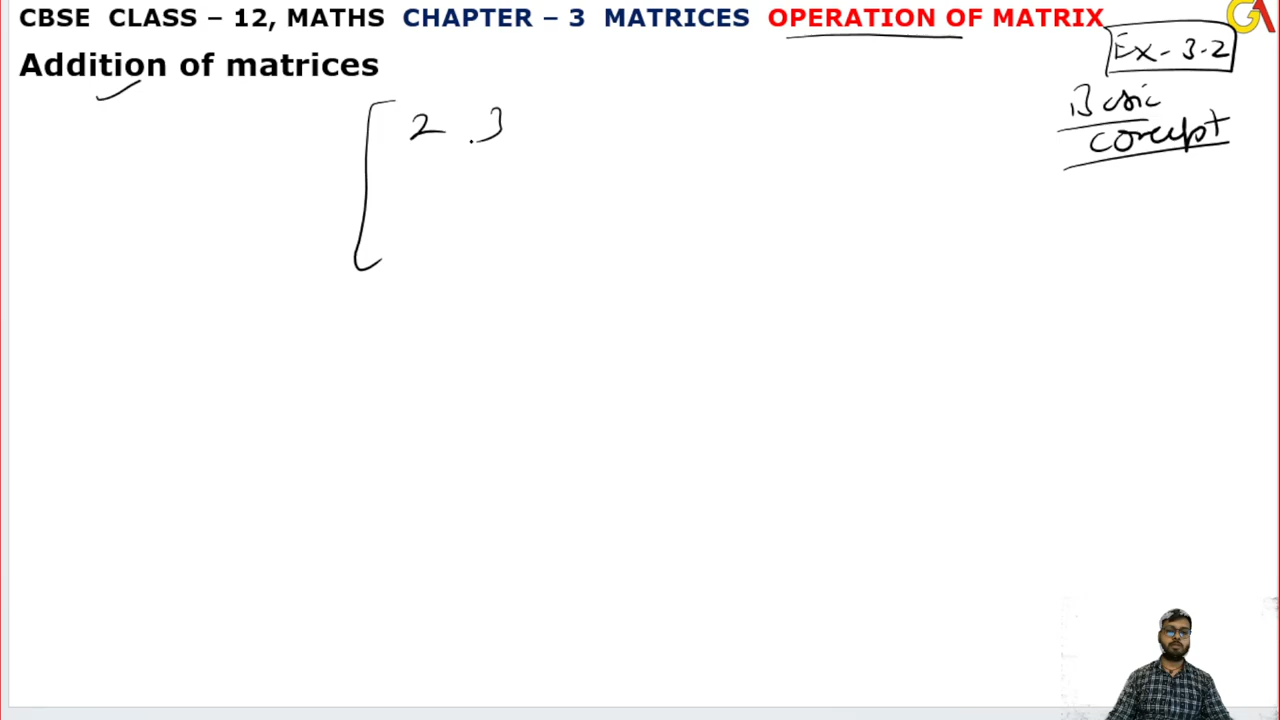 CBSE CLASS – 12, MATHS CHAPTER – 3 MATRICES OPERATION OF MATRIX
Addition of matrices
Ex - 3.2
Basic
concept
2 3
GA